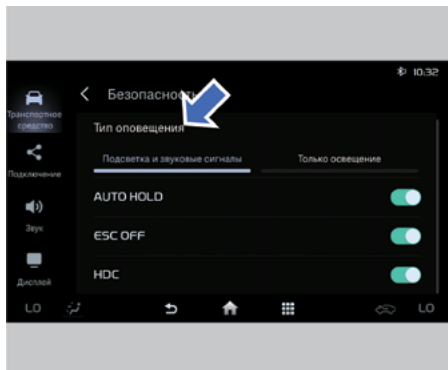 10:32
Безопасность
Транспортное
средство
Тип оповещения
Подсветка и звуковые сигналы
Только освещение
Подключение
AUTO HOLD
Звук
ESC OFF
Дисплей
HDC
LO
LO